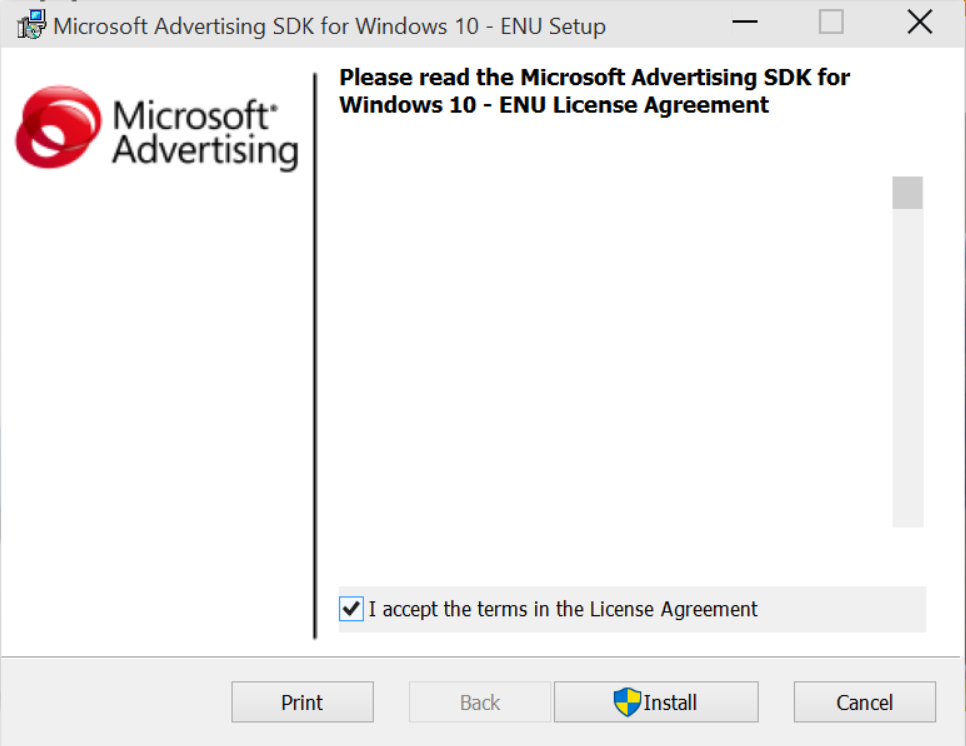 Microsoft Advertising SDK for Windows 10 - ENU Setup
Microsoft®
Advertising
Please read the Microsoft Advertising SDK for
Windows 10 - ENU License Agreement
I accept the terms in the License Agreement
Print
Back
Install
Cancel